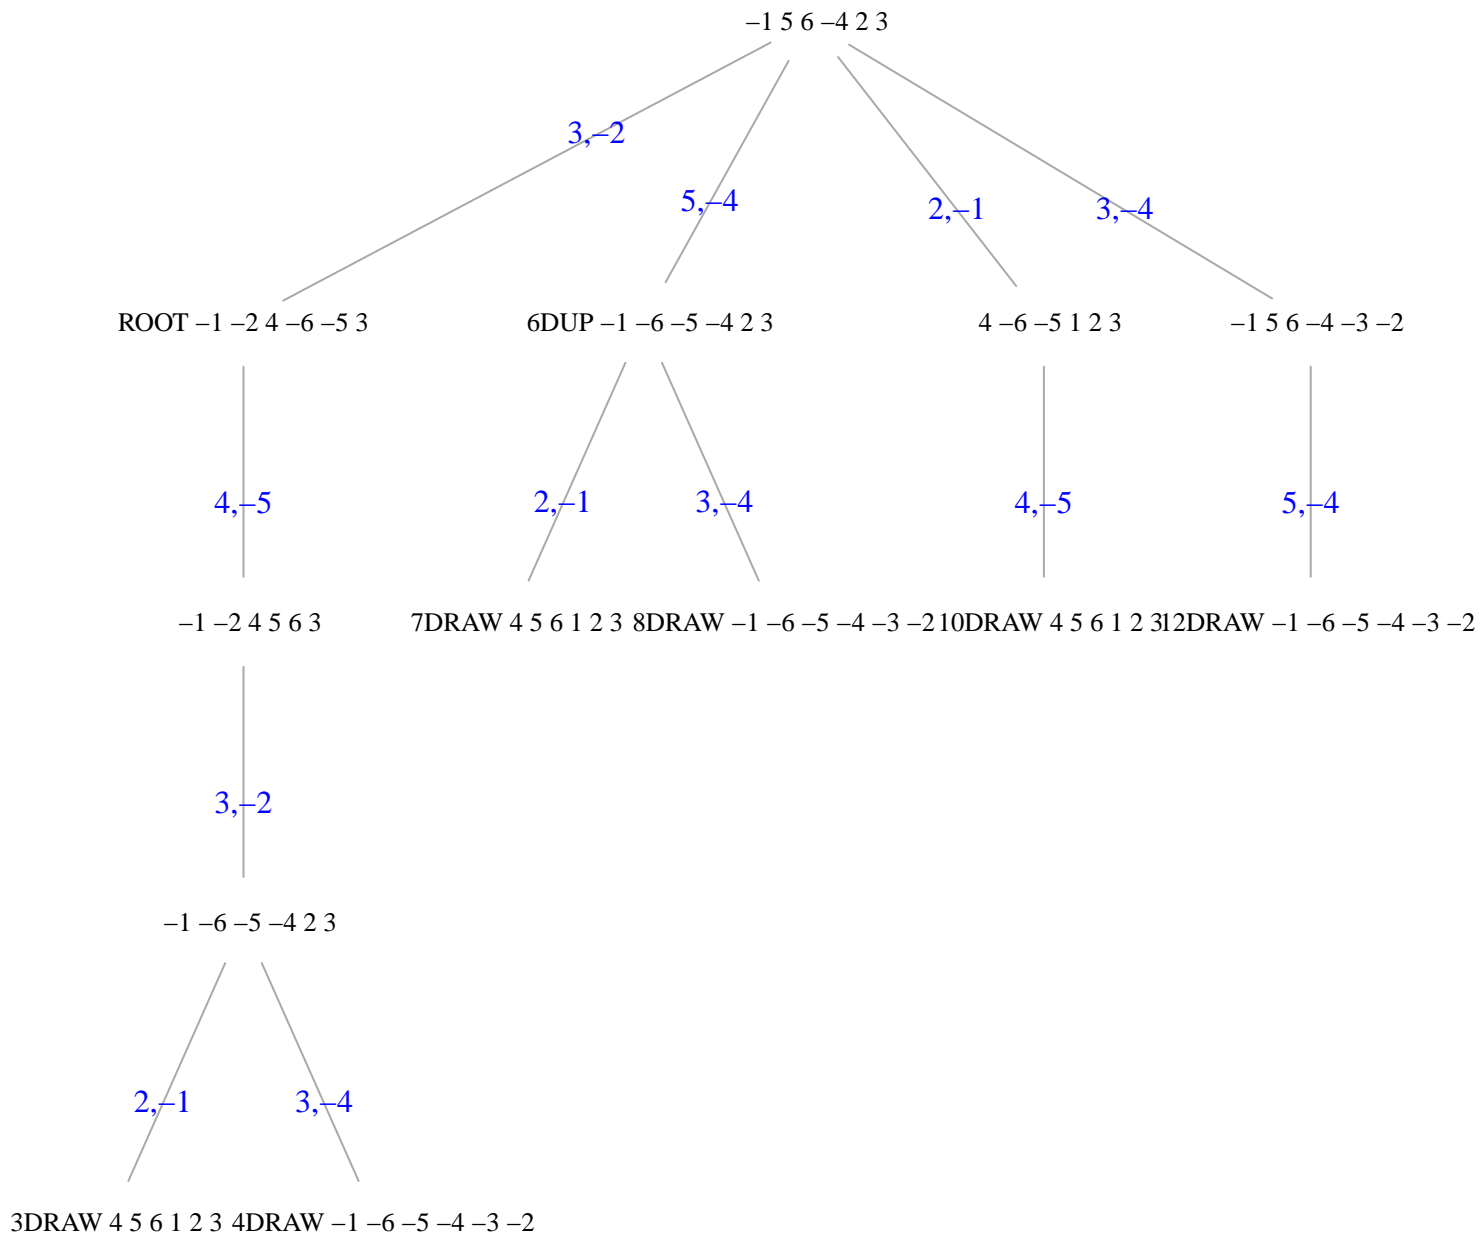 –1 5 6 –4 2 3
3,–2
5,–4
2,–1
3,–4
ROOT –1 –2 4 –6 –5 3
6DUP –1 –6 –5 –4 2 3
4 –6 –5 1 2 3
–1 5 6 –4 –3 –2
4,–5
2,–1
3,–4
4,–5
5,–4
–1 –2 4 5 6 3
7DRAW 4 5 6 1 2 3
8DRAW –1 –6 –5 –4 –3 –2
10DRAW 4 5 6 1 2 3
12DRAW –1 –6 –5 –4 –3 –2
3,–2
–1 –6 –5 –4 2 3
2,–1
3,–4
3DRAW 4 5 6 1 2 3
4DRAW –1 –6 –5 –4 –3 –2